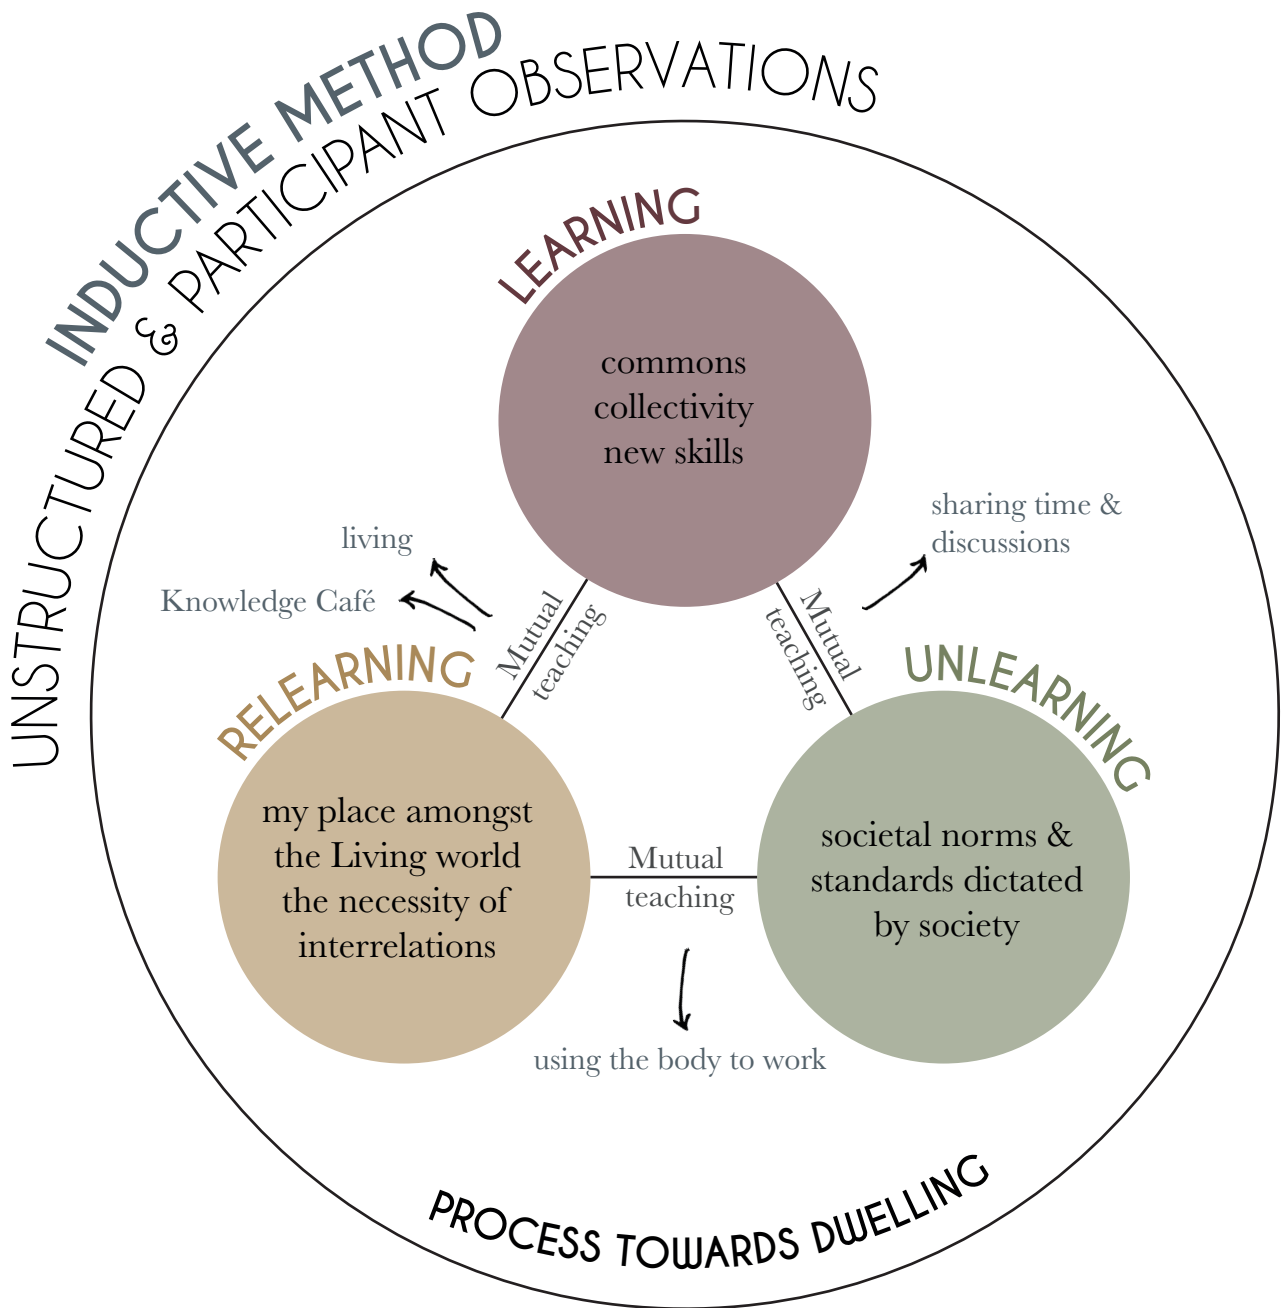 INDUCTIVE METHOD
UNSTRUCTURED & PARTICIPANT OBSERVATIONS
LEARNING
commons
collectivity
new skills
sharing time &
discussions
living
Knowledge Café
Mutual
teaching
Mutual
teaching
RELEARNING
UNLEARNING
my place amongst
the Living world
the necessity of
interrelations
Mutual
teaching
societal norms &
standards dictated
by society
using the body to work
PROCESS TOWARDS DWELLING